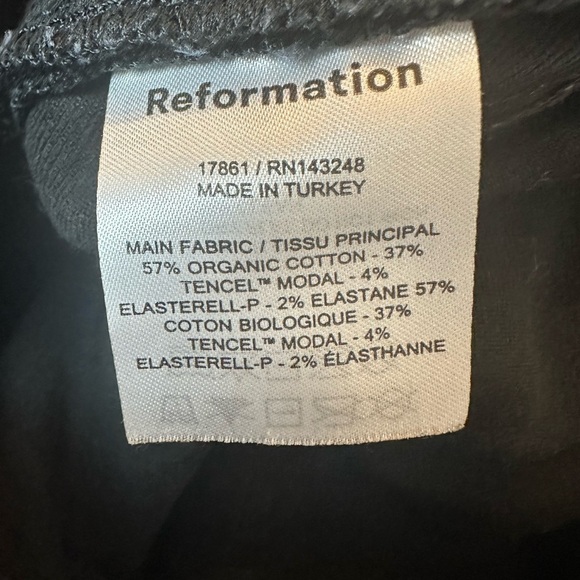 Reformation
17861 / RN143248
MADE IN TURKEY
MAIN FABRIC / TISSU PRINCIPAL
57% ORGANIC COTTON - 37%
TENCEL™ MODAL - 4%
ELASTERELL-P - 2% ELASTANE 57%
COTON BIOLOGIQUE - 37%
TENCEL™ MODAL - 4%
ELASTERELL-P - 2% ÉLASTHANNE